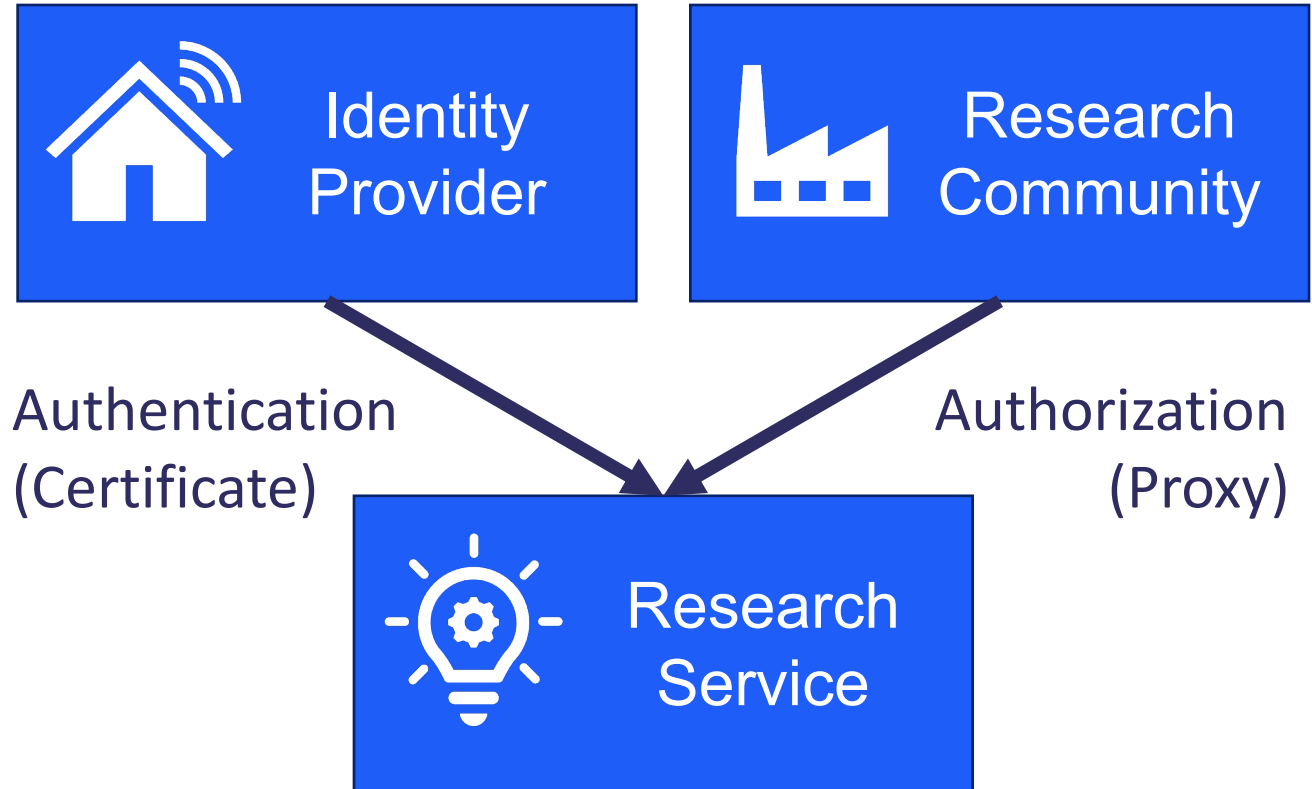 Identity
Provider
Research
Community
Authentication
(Certificate)
Authorization
(Proxy)
Research
Service